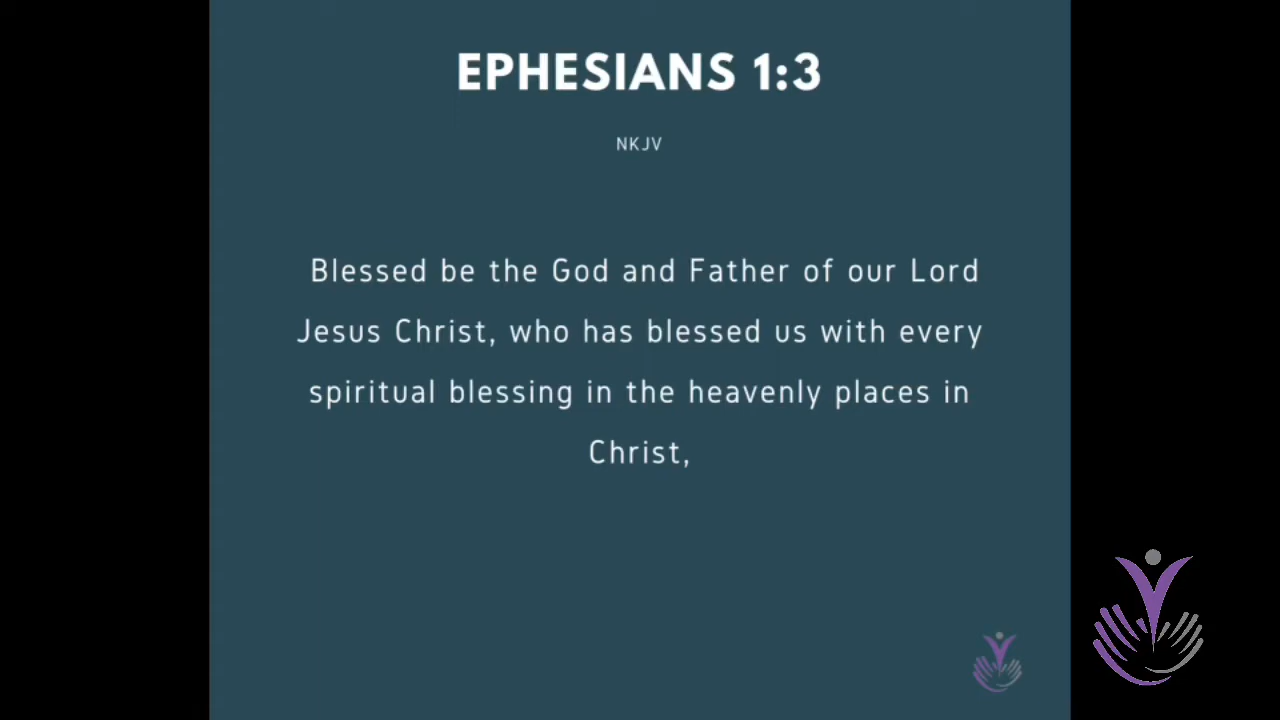 EPHESIANS 1:3
NKJV
Blessed be the God and Father of our Lord
Jesus Christ, who has blessed us with every
spiritual blessing in the heavenly places in
Christ,